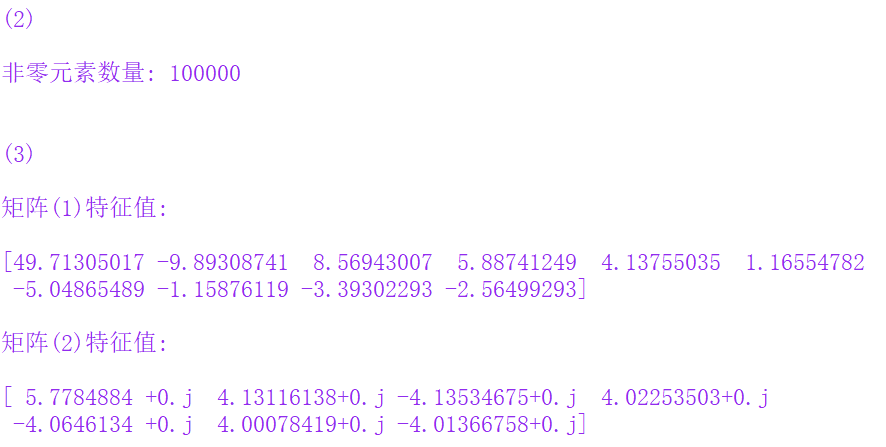 (2)
非零元素数量: 100000
(3)
矩阵(1)特征值:
[49.71305017 -9.89308741  8.56943007  5.88741249  4.13755035  1.16554782
 -5.04865489 -1.15876119 -3.39302293 -2.56499293]
矩阵(2)特征值:
[ 5.7784884 +0.j  4.13116138+0.j -4.13534675+0.j  4.02253503+0.j
 -4.0646134 +0.j  4.00078419+0.j -4.01366758+0.j]